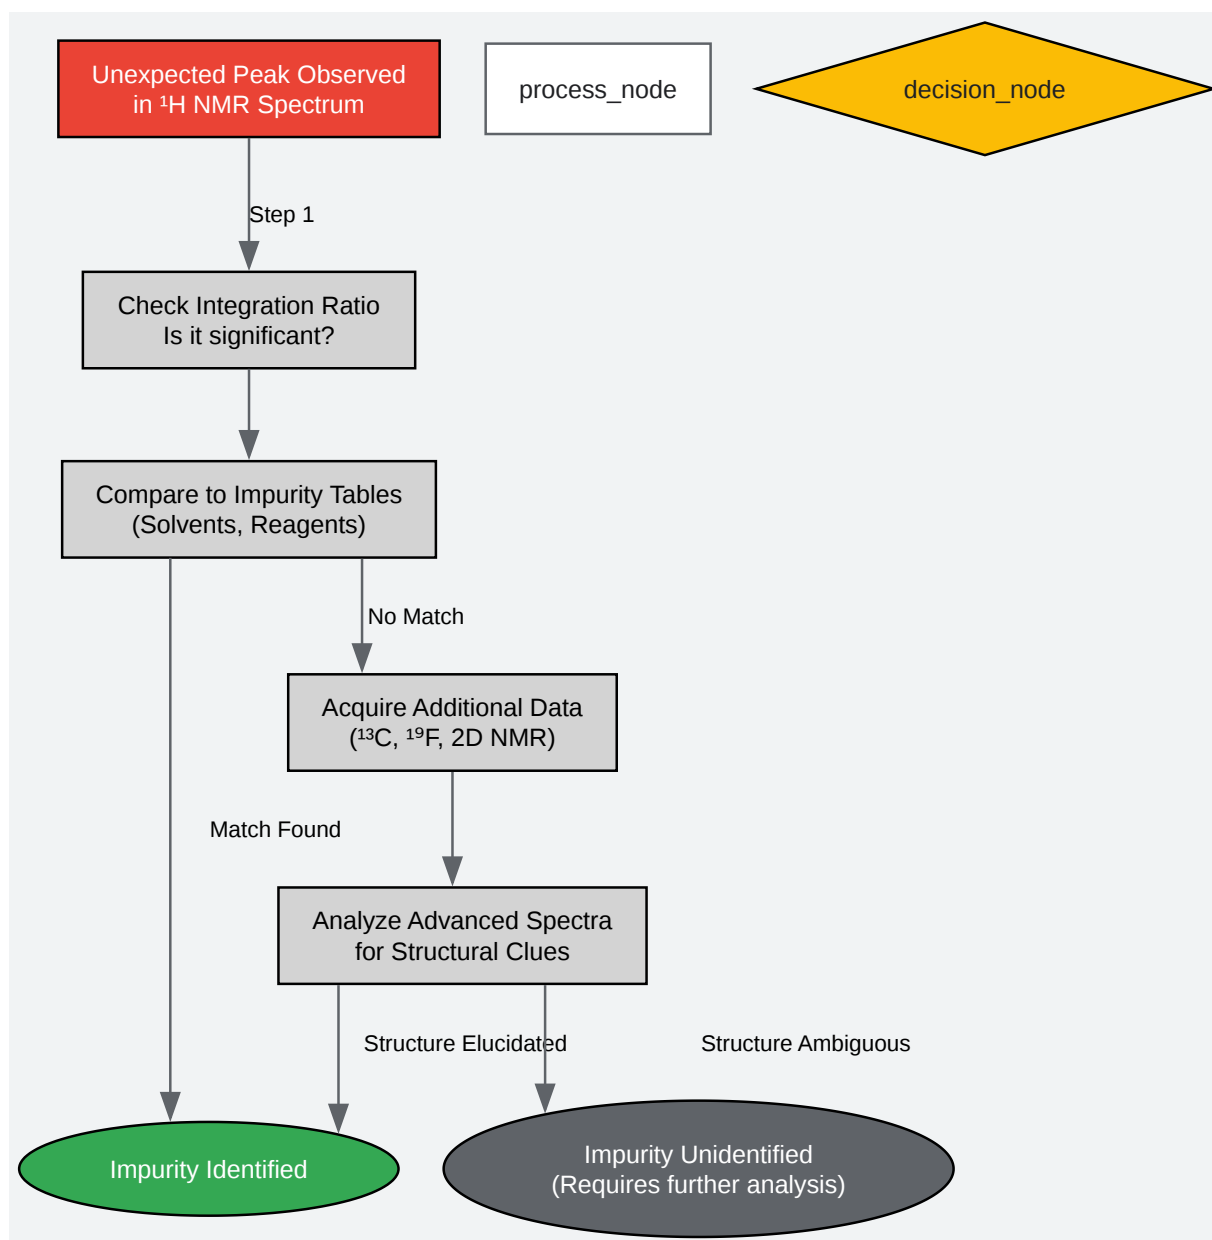 Unexpected Peak Observed
in ¹H NMR Spectrum
process_node
decision_node
Step 1
Check Integration Ratio
Is it significant?
Compare to Impurity Tables
(Solvents, Reagents)
No Match
Acquire Additional Data
(¹³C, ¹⁹F, 2D NMR)
Match Found
Analyze Advanced Spectra
for Structural Clues
Structure Elucidated
Structure Ambiguous
Impurity Identified
Impurity Unidentified
(Requires further analysis)